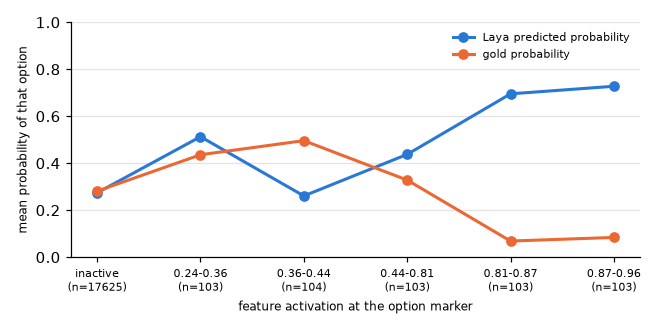 Laya predicted probability
gold probability
mean probability of that option
1.0
0.8
0.6
0.4
0.2
0.0
inactive
(n=17625)
0.24-0.36
(n=103)
0.36-0.44
(n=104)
0.44-0.81
(n=103)
0.81-0.87
(n=103)
0.87-0.96
(n=103)
feature activation at the option marker